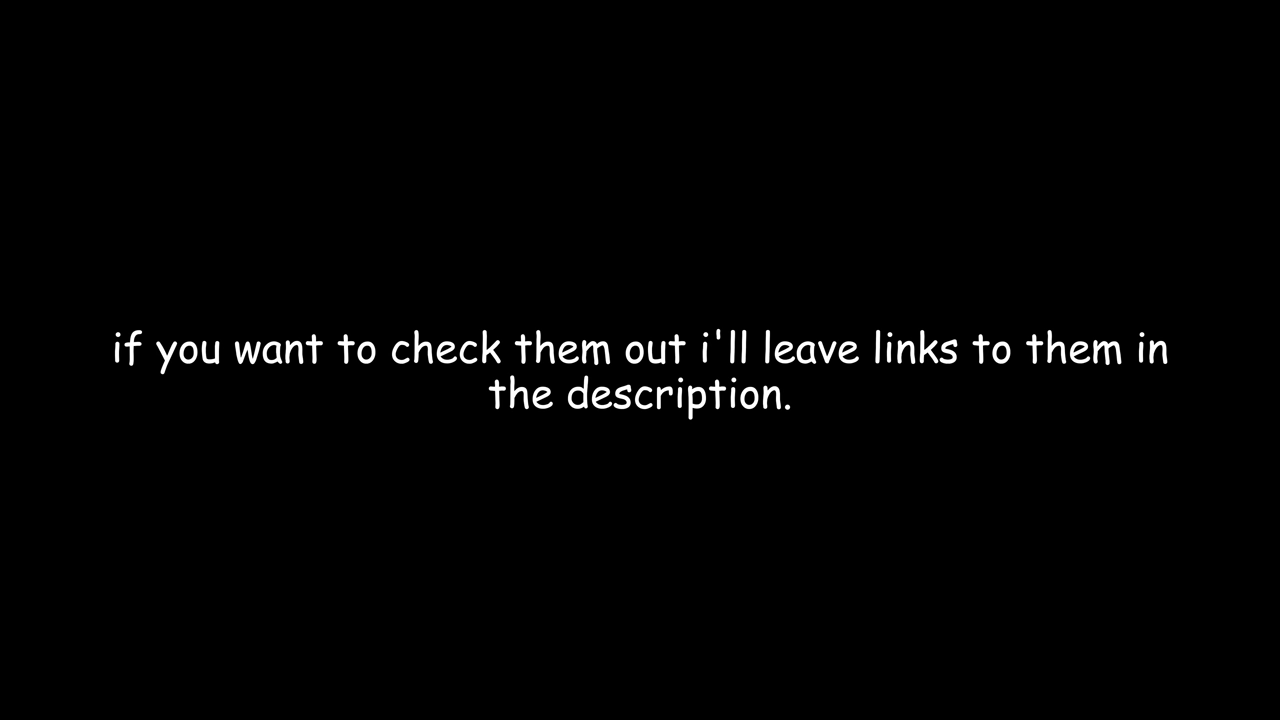 if you want to check them out i'll leave links to them in
the description.